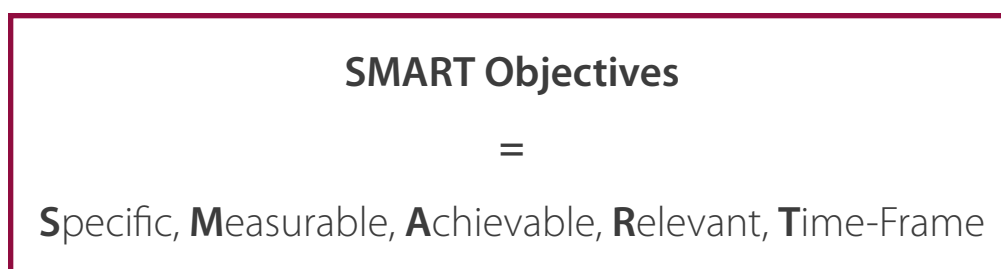 SMART Objectives
=
Specific, Measurable, Achievable, Relevant, Time-Frame